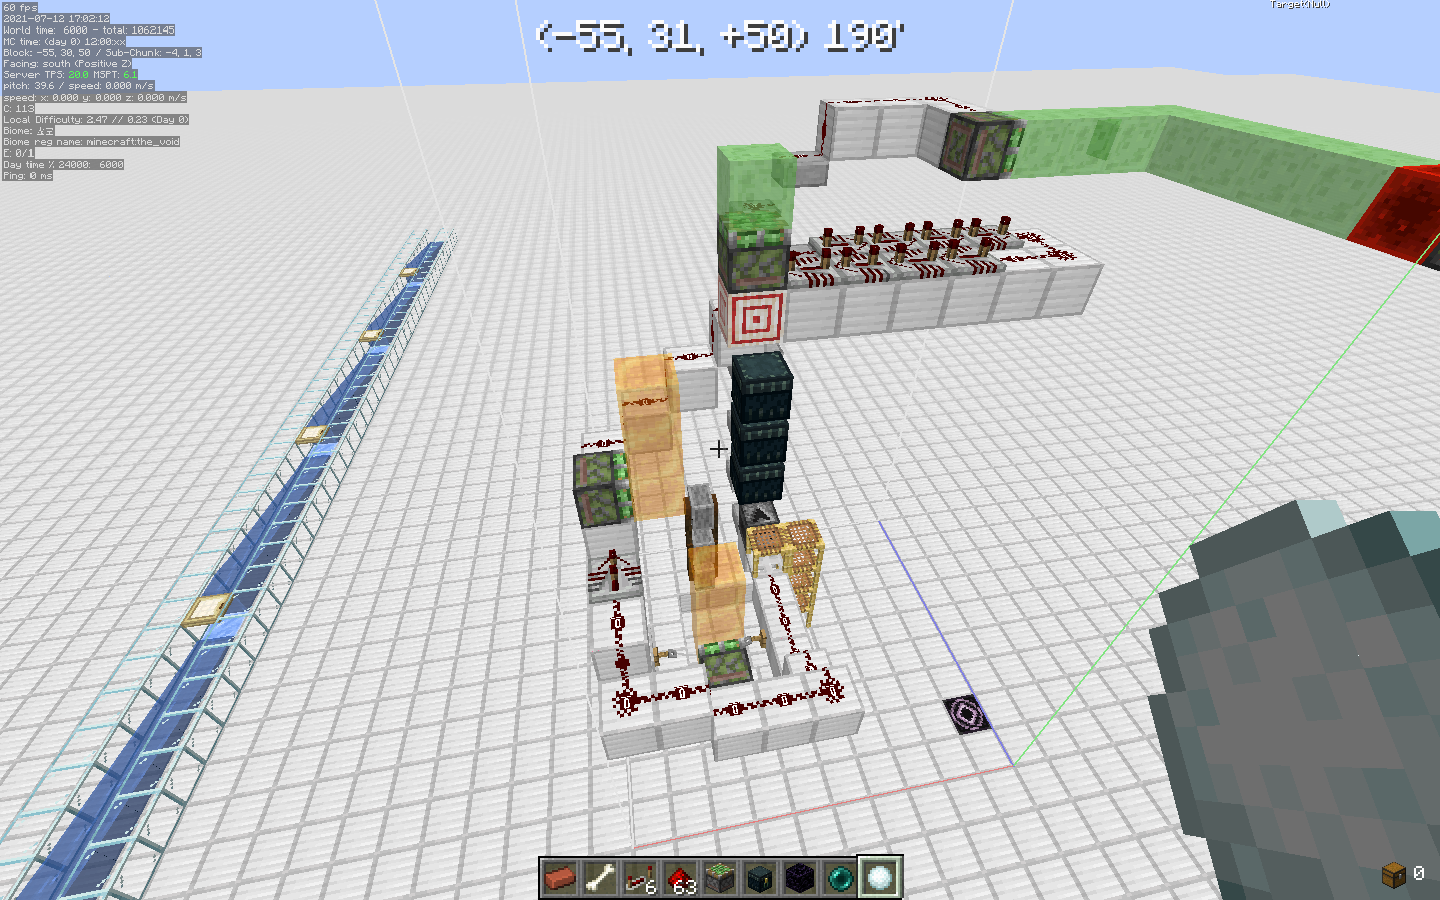 60 fps
2021-07-12 17:02:12
World time: 6000 - total: 1062145
MC time: (day 0) 12:00:xx
Block: -55, 30, 50 / Sub-Chunk: -4, 1, 3
Facing: south (Positive Z)
Server TPS: 20.0 MSPT: 6.1
pitch: 39.6 / speed: 0.000 m/s
speed: x: 0.000 y: 0.000 z: 0.000 m/s
C: 113
Local Difficulty: 2.47 // 0.23 (Day 0)
Biome:
Biome reg name: minecraft:the_void
E: 0/1
Day time % 24000: 6000
Ping: 0 ms
(-55, 31, +50) 190°
Target(Null)
6
63
0